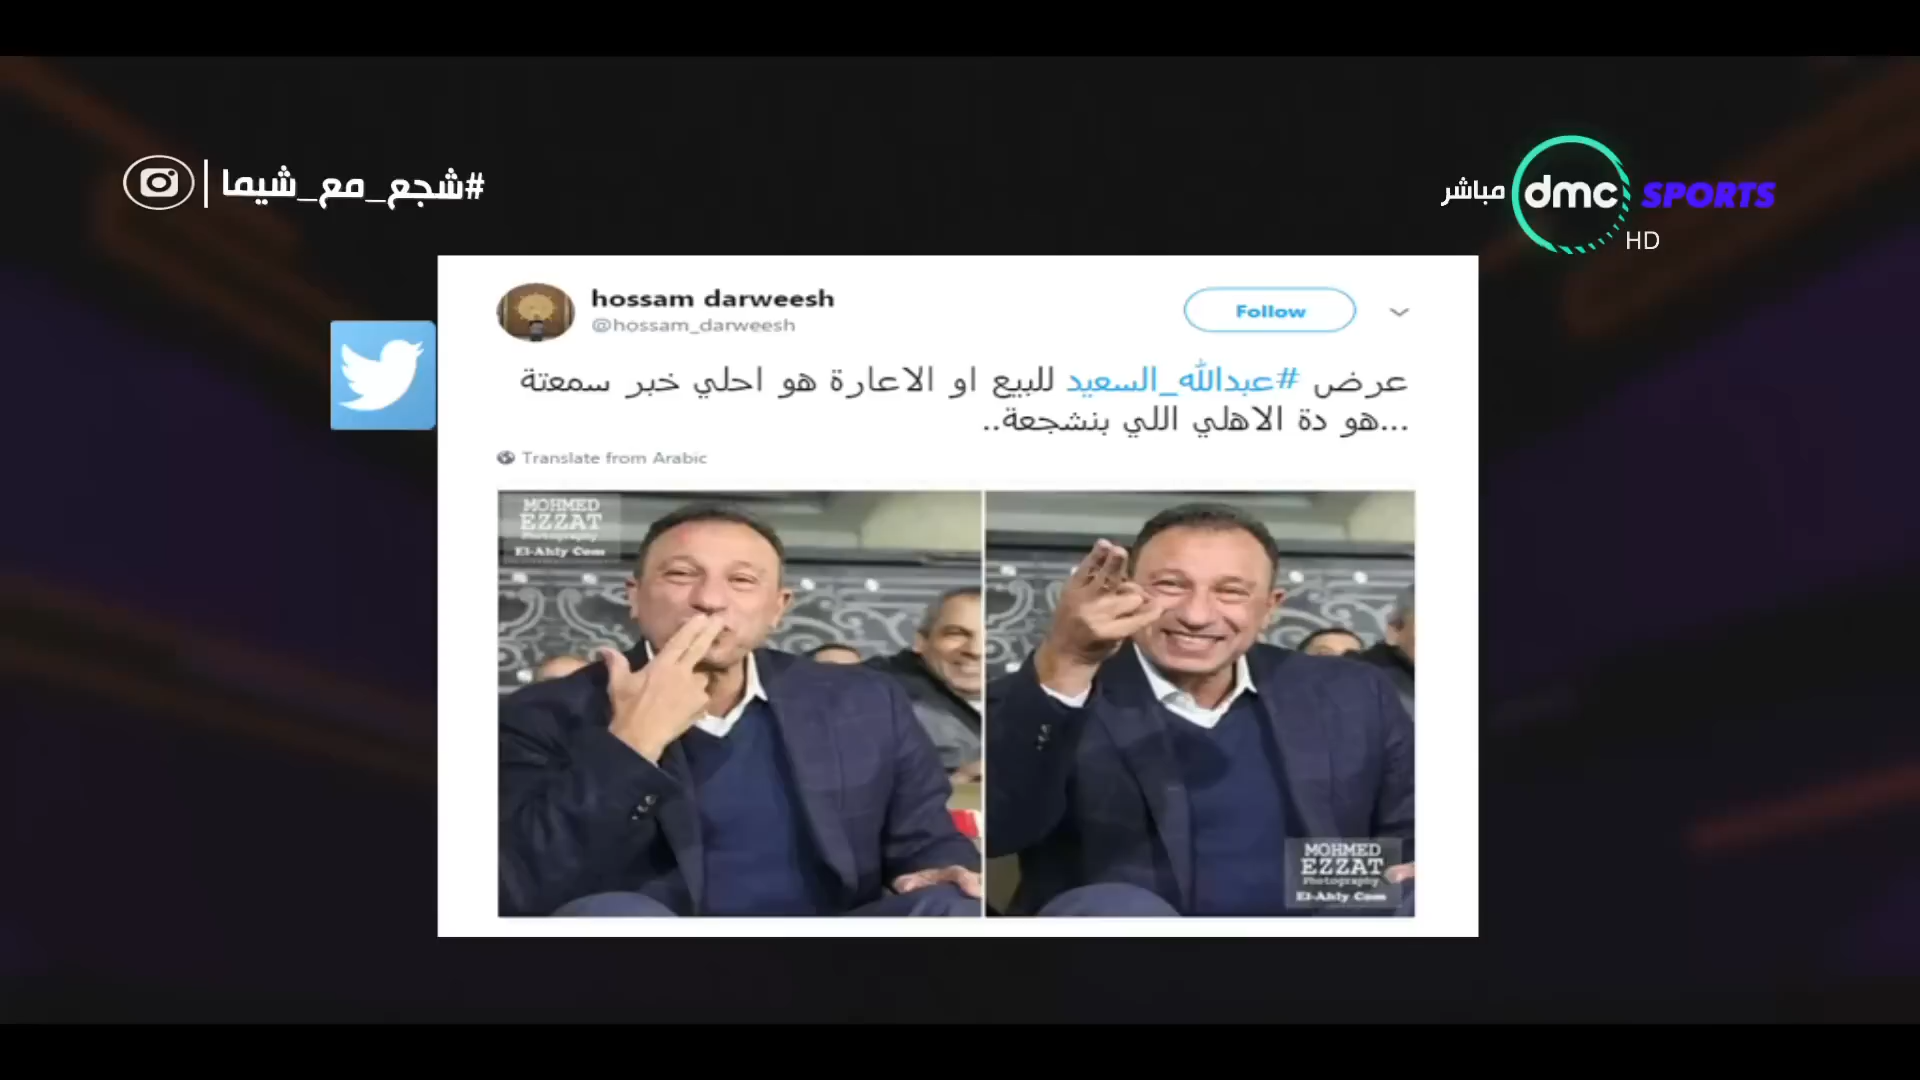 #شجع_مع_شيما
مباشر
dmc SPORTS
HD
hossam darweesh
@hossam_darweesh
Follow
عرض #عبدالله_السعيد للبيع او الاعارة هو احلي خبر سمعتة
...هو دة الاهلي اللي بنشجعة..
Translate from Arabic
MOHMED
EZZAT
Photography
El-Ahly Com
MOHMED
EZZAT
Photography
El-Ahly Com